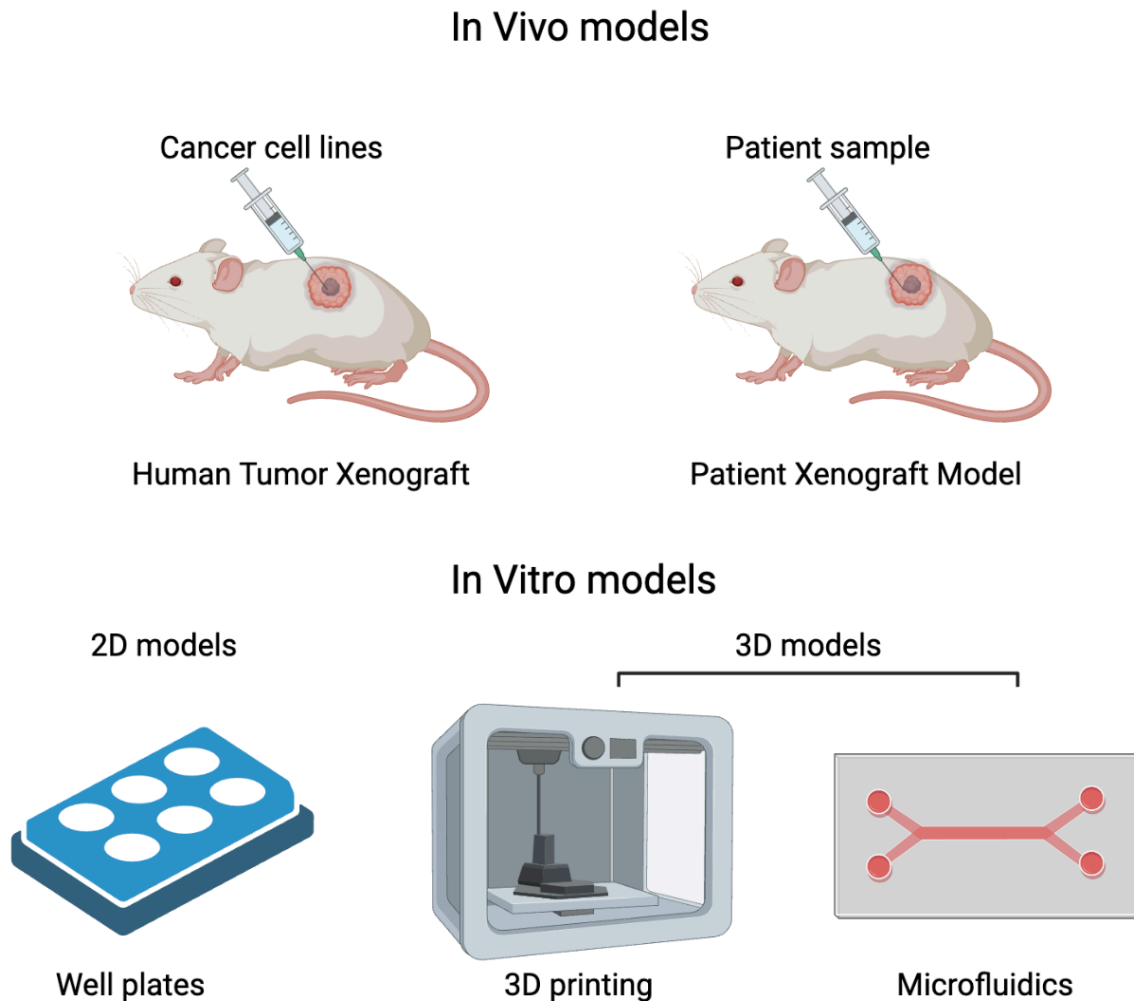 In Vivo models
Cancer cell lines
Patient sample
Human Tumor Xenograft
Patient Xenograft Model
In Vitro models
2D models
3D models
Well plates
3D printing
Microfluidics